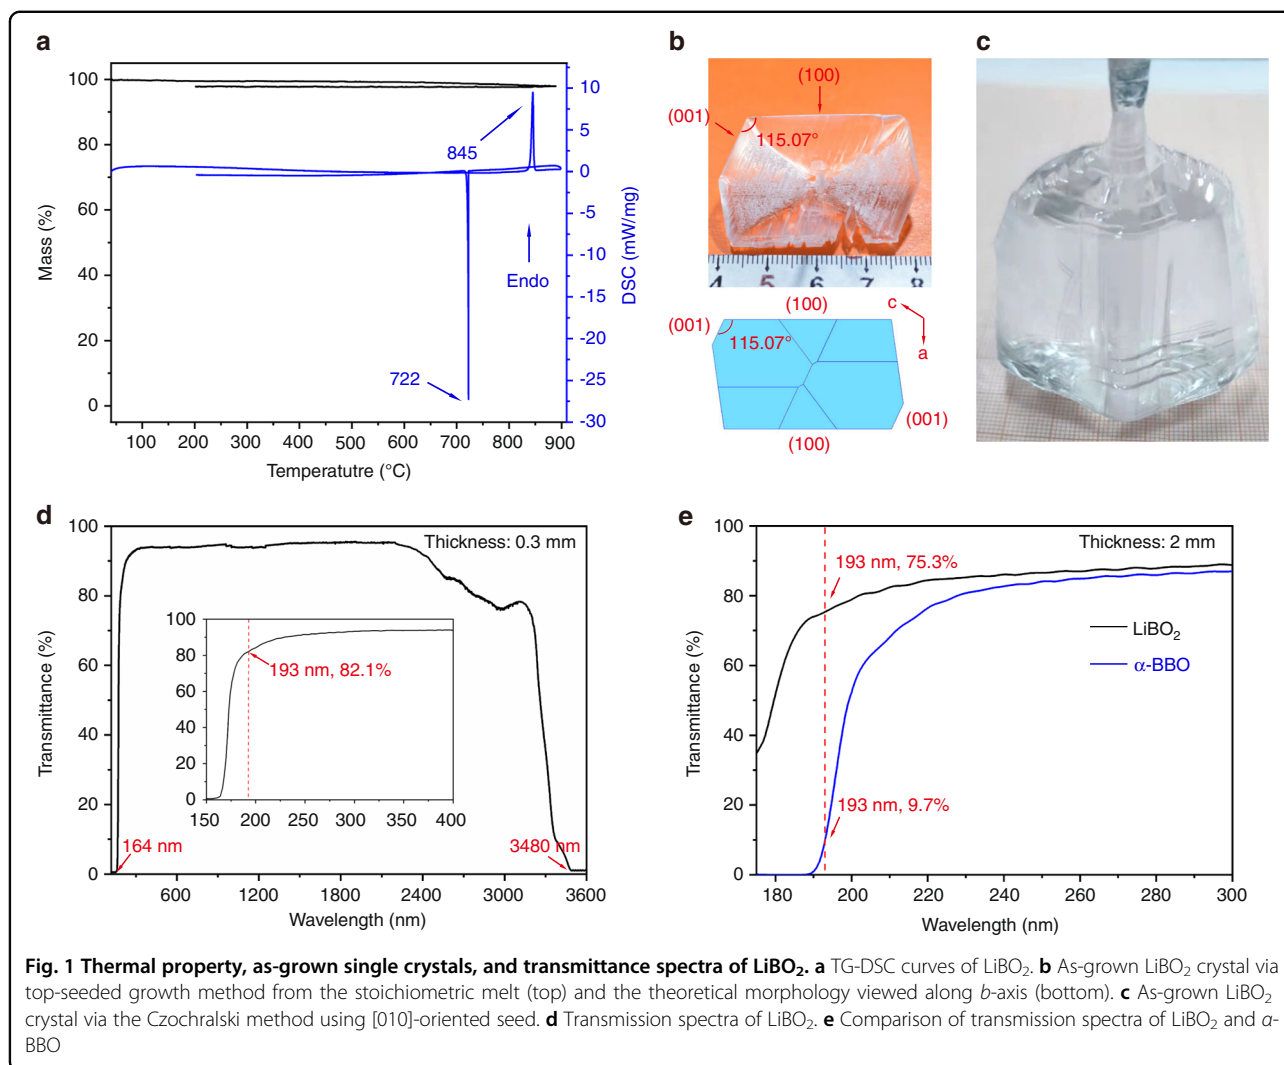 a
100
80
60
40
20
0
Mass (%)
100 200 300 400 500 600 700 800 900
Temperatutre (°C)
10
5
0
-5
-10
-15
-20
-25
-30
DSC (mW/mg)
845
722
Endo
b
(100)
(001)
115.07°
4 5 6 7 8
(100)
(001)
115.07°
c
a
(001)
(100)
c
d
Thickness: 0.3 mm
100
80
60
40
20
0
Transmittance (%)
100
80
60
40
20
0
150 200 250 300 350 400
193 nm, 82.1%
164 nm
3480 nm
600 1200 1800 2400 3000 3600
Wavelength (nm)
e
Thickness: 2 mm
100
80
60
40
20
0
Transmittance (%)
193 nm, 75.3%
LiBO₂
α-BBO
193 nm, 9.7%
180 200 220 240 260 280 300
Wavelength (nm)
Fig. 1 Thermal property, as-grown single crystals, and transmittance spectra of LiBO₂. a TG-DSC curves of LiBO₂. b As-grown LiBO₂ crystal via
top-seeded growth method from the stoichiometric melt (top) and the theoretical morphology viewed along b-axis (bottom). c As-grown LiBO₂
crystal via the Czochralski method using [010]-oriented seed. d Transmission spectra of LiBO₂. e Comparison of transmission spectra of LiBO₂ and α-
BBO